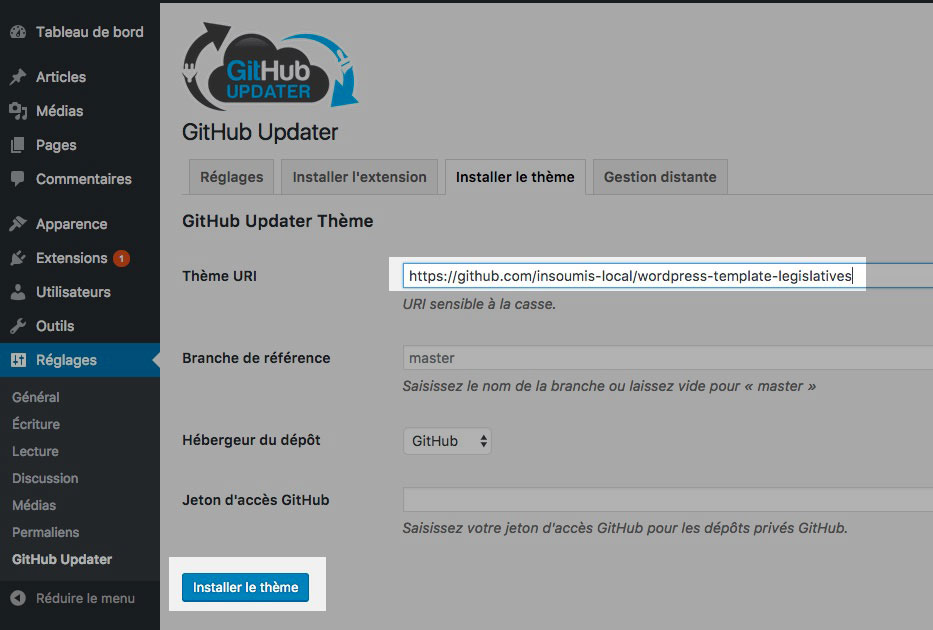 Tableau de bord
Articles
Médias
Pages
Commentaires
Apparence
Extensions 1
Utilisateurs
Outils
Réglages
Général
Écriture
Lecture
Discussion
Médias
Permaliens
GitHub Updater
Réduire le menu
GitHub
UPDATER
GitHub Updater
Réglages
Installer l'extension
Installer le thème
Gestion distante
GitHub Updater Thème
Thème URI
https://github.com/insoumis-local/wordpress-template-legislatives
URI sensible à la casse.
Branche de référence
master
Saisissez le nom de la branche ou laissez vide pour « master »
Hébergeur du dépôt
GitHub
Jeton d'accès GitHub
Saisissez votre jeton d'accès GitHub pour les dépôts privés GitHub.
Installer le thème